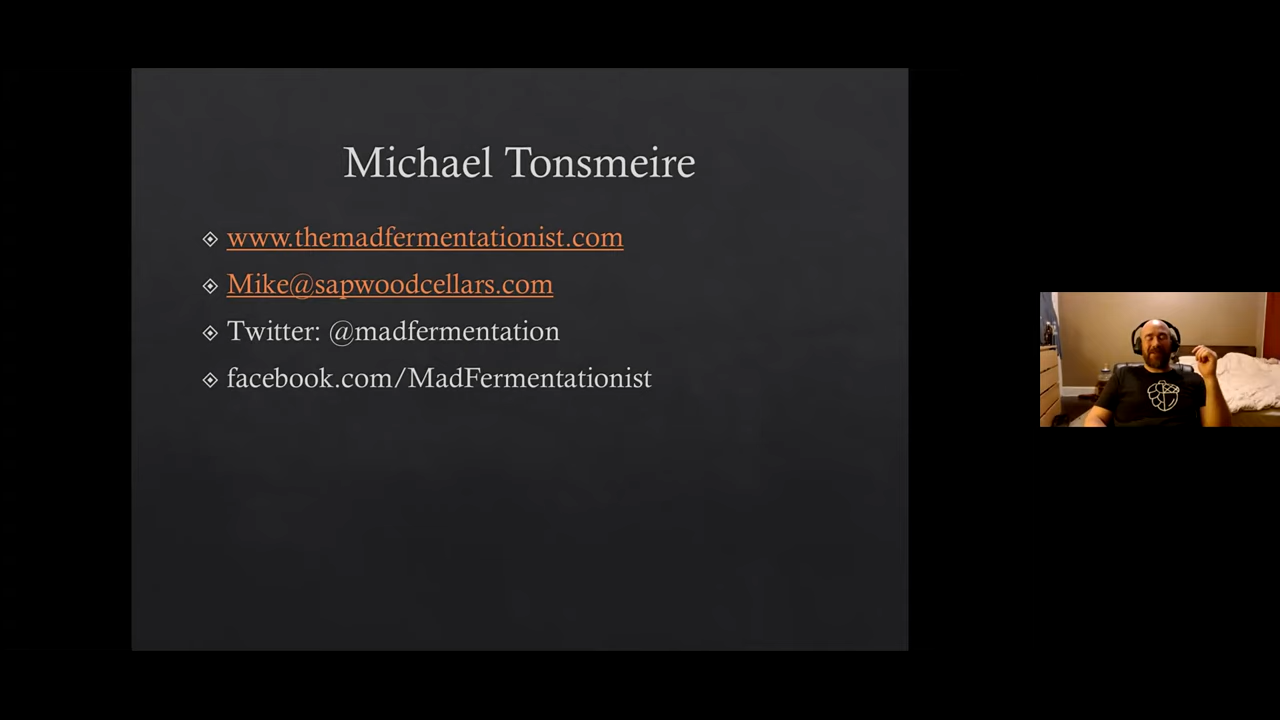 Michael Tonsmeire
www.themadfermentationist.com
Mike@sapwoodcellars.com
Twitter: @madfermentation
facebook.com/MadFermentationist